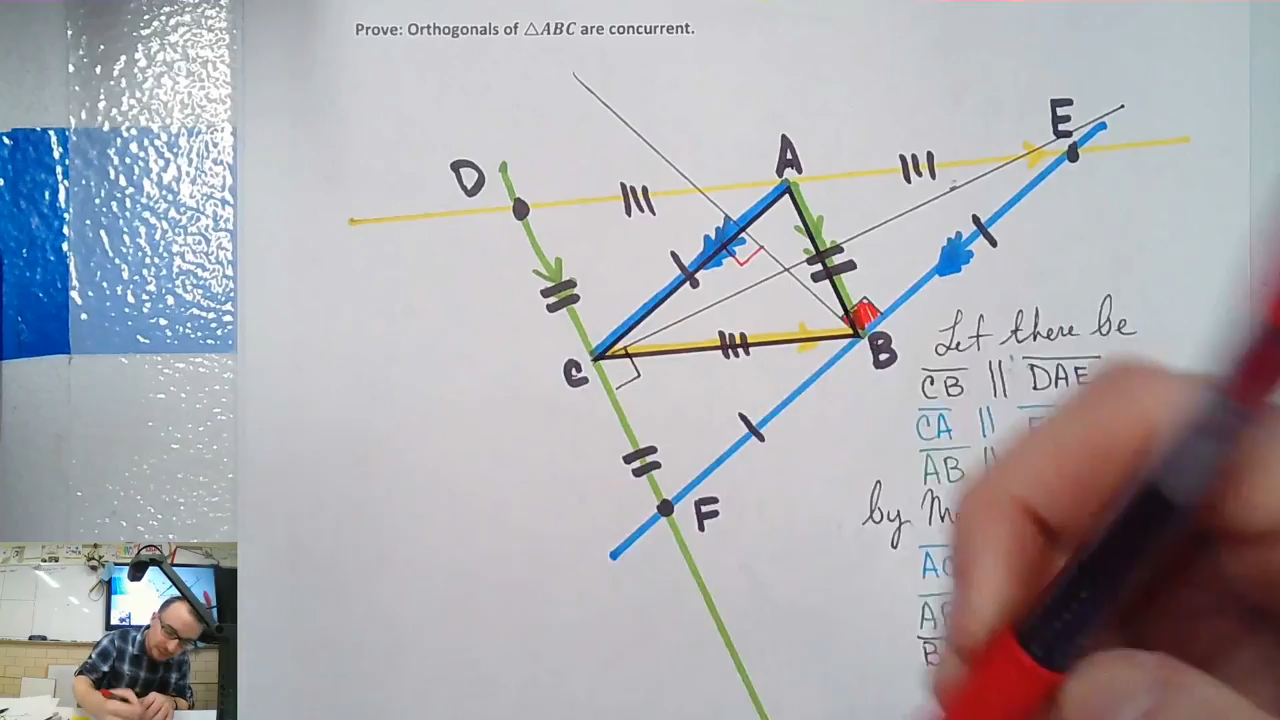 Prove: Orthogonals of △ABC are concurrent.
E
A
D
C
B
F
Let there be
CB || DAE
CA ||
AB ||
by